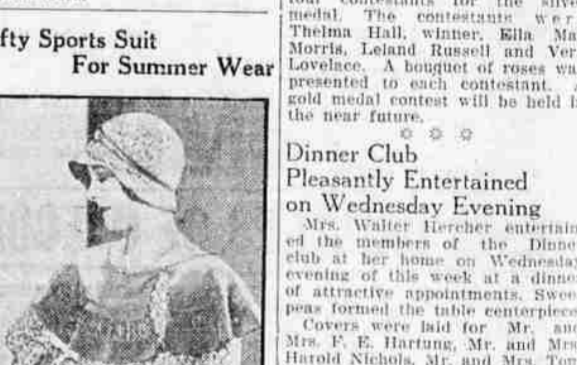 fty Sports Suit
For Summer Wear
four contestants for the silve
medal. The contestants wer
Thelma Hall, winner, Ella Ma
Morris, Leland Russell and Ver
Lovelace. A bouquet of roses wa
presented to each contestant. A
gold medal contest will be held i
the near future.
Dinner Club
Pleasantly Entertained
on Wednesday Evening
Mrs. Walter Hercher entertain-
ed the members of the Dinne
club at her home on Wednesday
evening of this week at a dinne
of attractive appointments. Swee
peas formed the table centerpiece
Covers were laid for Mr. and
Mrs. F. E. Hartung, Mr. and Mrs
Harold Nichols, Mr. and Mrs. Tom